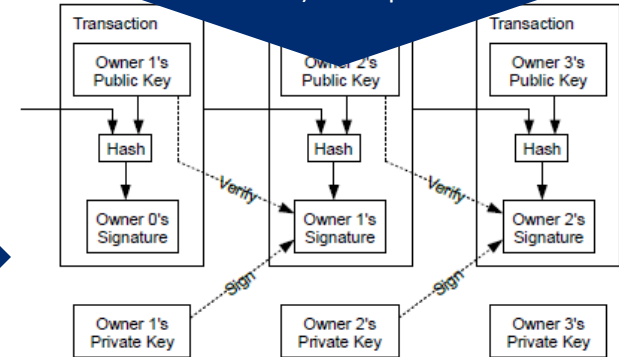 Transaction
Transaction
Owner 1's
Public Key
Owner 2's
Public Key
Owner 3's
Public Key
Hash
Hash
Hash
Verify
Verify
Owner 0's
Signature
Owner 1's
Signature
Owner 2's
Signature
Sign
Sign
Owner 1's
Private Key
Owner 2's
Private Key
Owner 3's
Private Key